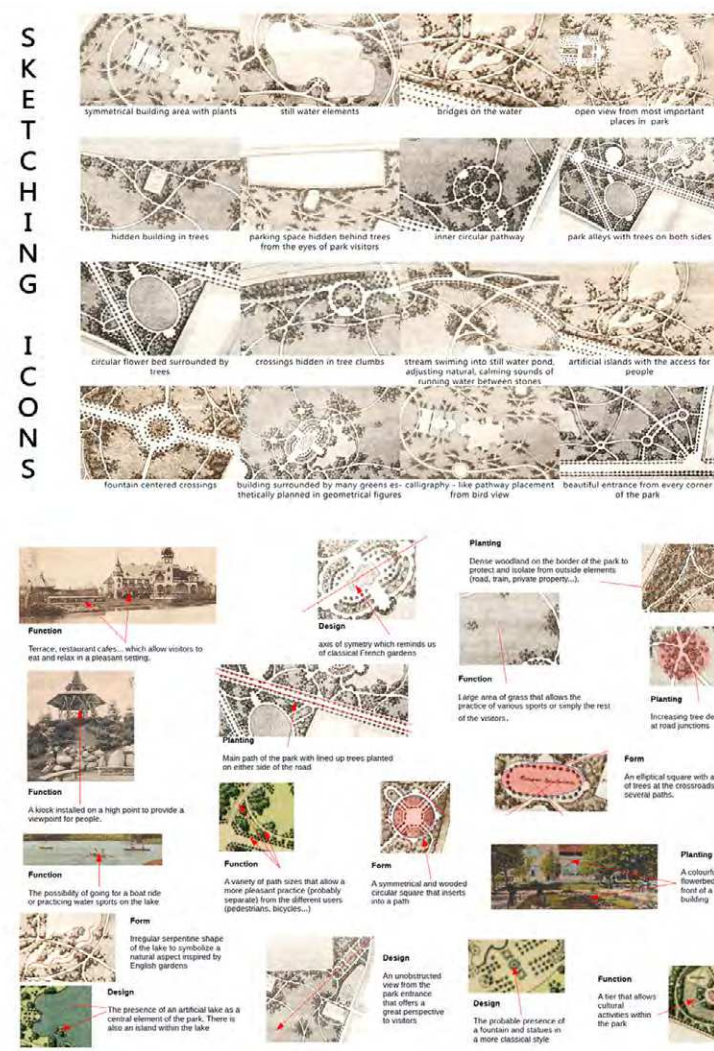 SKETCHING ICONS
symmetrical building area with plants
still water elements
bridges on the water
open view from most important
places in park
hidden building in trees
parking space hidden behind trees
from the eyes of park visitors
inner circular pathway
park alleys with trees on both sides
circular flower bed surrounded by
trees
crossings hidden in tree clumbs
stream swiming into still water pond,
adjusting natural, calming sounds of
running water between stones
artificial islands with the access for
people
fountain centered crossings
building surrounded by many greens es-
thetically planned in geometrical figures
calligraphy - like pathway placement
from bird view
beautiful entrance from every corner
of the park
Function
Terrace, restaurant cafes... which allow visitors to
eat and relax in a pleasant setting.
Design
axis of symetry which reminds us
of classical French gardens
Planting
Dense woodland on the border of the park to
protect and isolate from outside elements
(road, train, private property...).
Function
Large area of grass that allows the
practice of various sports or simply the rest
of the visitors.
Planting
Increasing tree de
at road junctions
Function
A kiosk installed on a high point to provide a
viewpoint for people.
Planting
Main path of the park with lined up trees planted
on either side of the road
Form
An elliptical square with a
of trees at the crossroads
several paths.
Function
The possibility of going for a boat ride
or practicing water sports on the lake
Function
A variety of path sizes that allow a
more pleasant practice (probably
separate) from the different users
(pedestrians, bicycles...)
Form
A symmetrical and wooded
circular square that inserts
into a path
Planting
A colourfu
flowerbed
front of a
building
Form
Irregular serpentine shape
of the lake to symbolize a
natural aspect inspired by
English gardens
Design
The presence of an artificial lake as a
central element of the park. There is
also an island within the lake
Design
An unobstructed
view from the
park entrance
that offers a
great perspective
to visitors
Design
The probable presence of
a fountain and statues in
a more classical style
Function
A tier that allows
cultural
activities within
the park